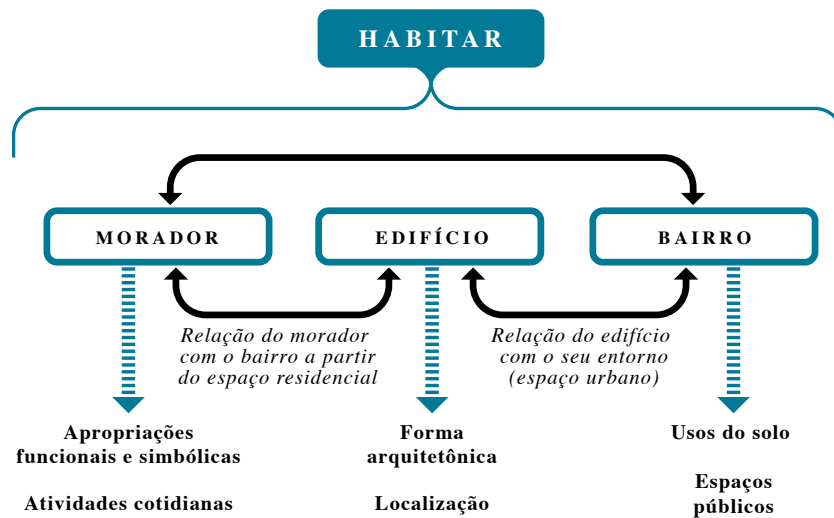 HABITAR
MORADOR
EDIFÍCIO
BAIRRO
Relação do morador
com o bairro a partir
do espaço residencial
Relação do edifício
com o seu entorno
(espaço urbano)
Apropriações
funcionais e simbólicas
Atividades cotidianas
Forma
arquitetônica
Localização
Usos do solo
Espaços
públicos